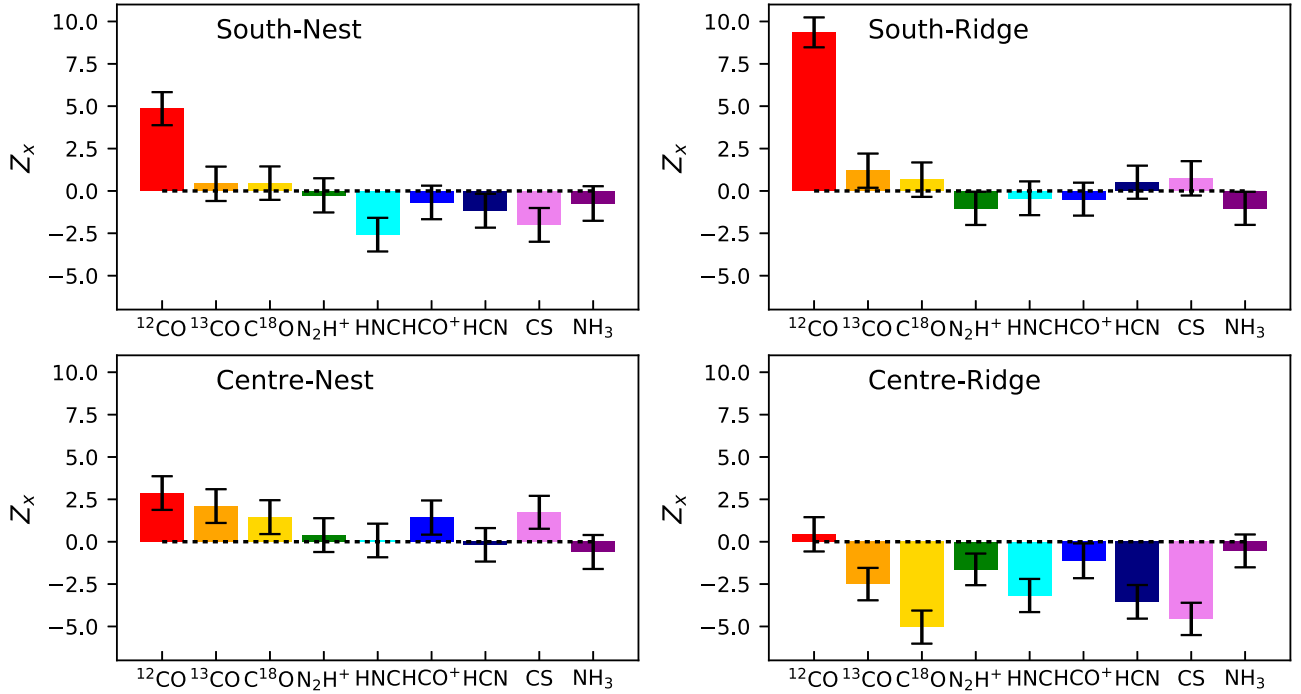 South-Nest
Z_x
10.0
7.5
5.0
2.5
0.0
−2.5
−5.0
¹²CO ¹³CO C¹⁸O N₂H⁺ HNC HCO⁺ HCN CS NH₃
South-Ridge
Z_x
10.0
7.5
5.0
2.5
0.0
−2.5
−5.0
¹²CO ¹³CO C¹⁸O N₂H⁺ HNC HCO⁺ HCN CS NH₃
Centre-Nest
Z_x
10.0
7.5
5.0
2.5
0.0
−2.5
−5.0
¹²CO ¹³CO C¹⁸O N₂H⁺ HNC HCO⁺ HCN CS NH₃
Centre-Ridge
Z_x
10.0
7.5
5.0
2.5
0.0
−2.5
−5.0
¹²CO ¹³CO C¹⁸O N₂H⁺ HNC HCO⁺ HCN CS NH₃